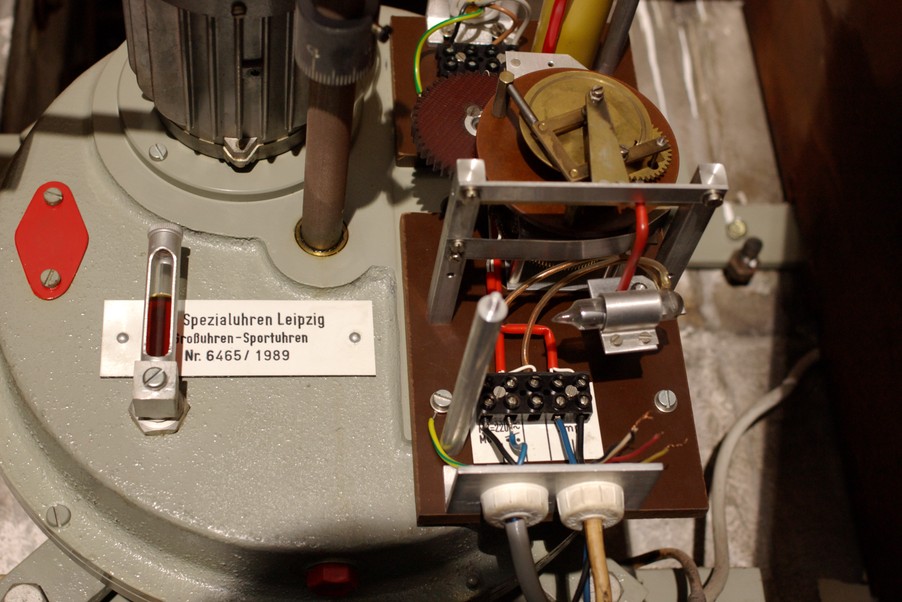 Spezialuhren Leipzig
Großuhren-Sportuhren
Nr. 6465/ 1989